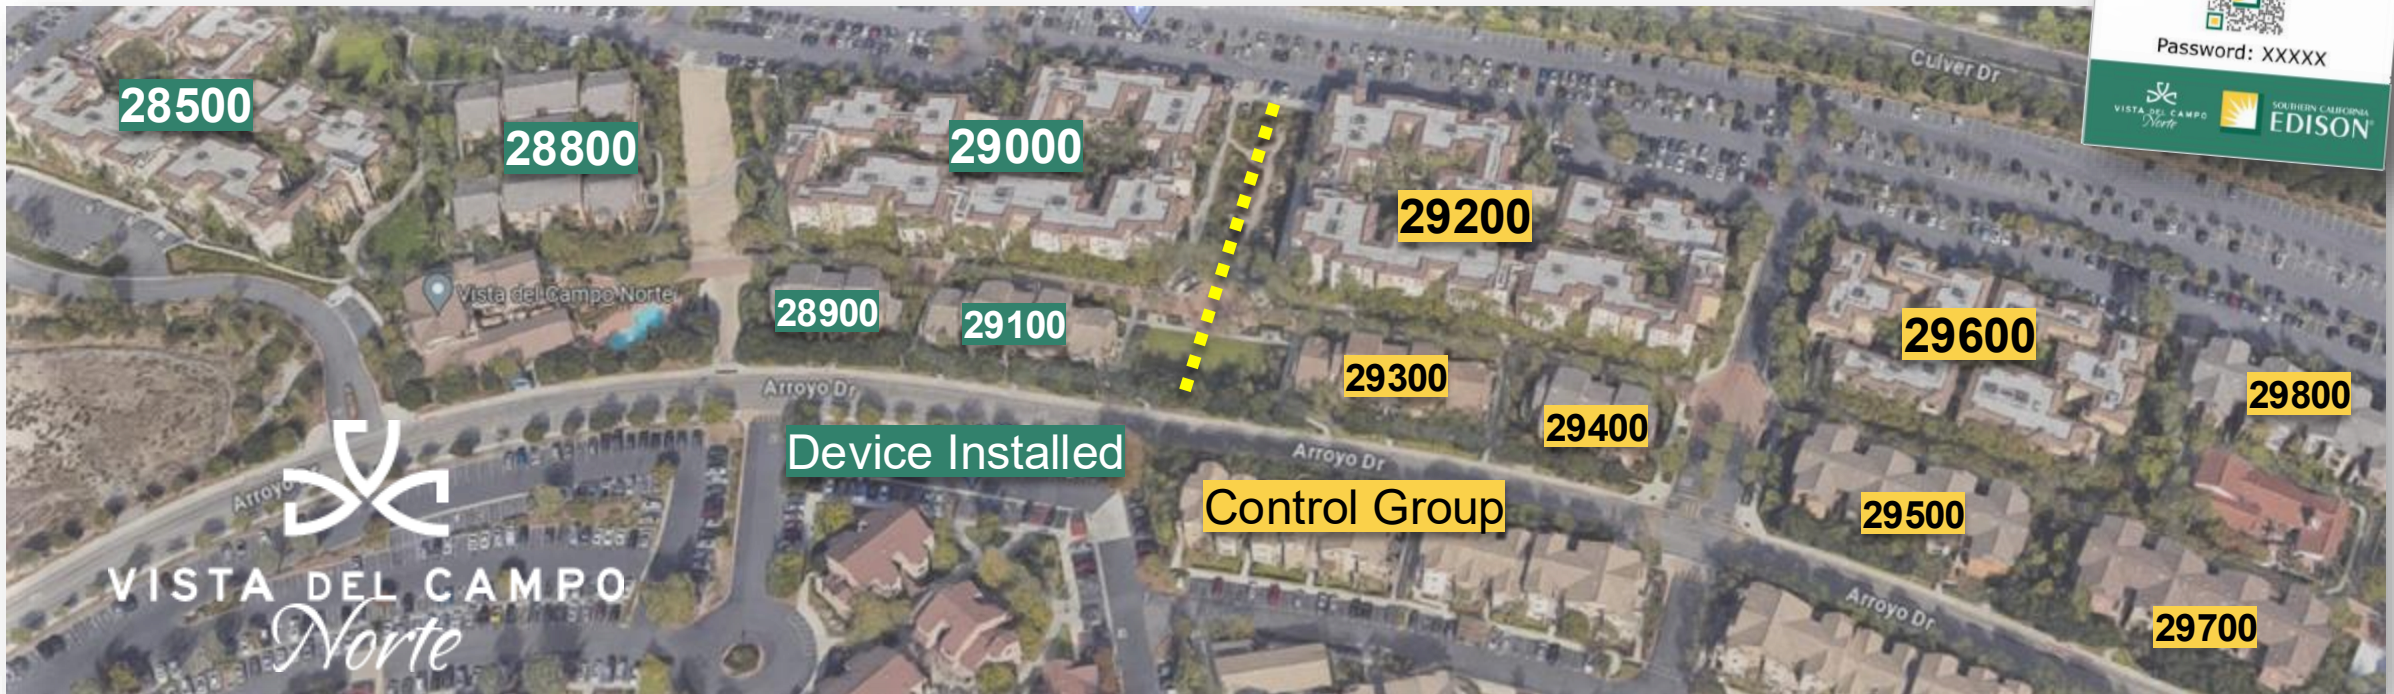 Password: XXXXX
VISTA DEL CAMPO
Norte
SOUTHERN CALIFORNIA
EDISON®
Culver Dr
28500
28800
29000
29200
Vista del Campo Norte
28900
29100
29300
29400
29600
29800
29500
29700
Arroyo Dr
Arroyo Dr
Arroyo
Arroyo Dr
Device Installed
Control Group
VISTA DEL CAMPO
Norte